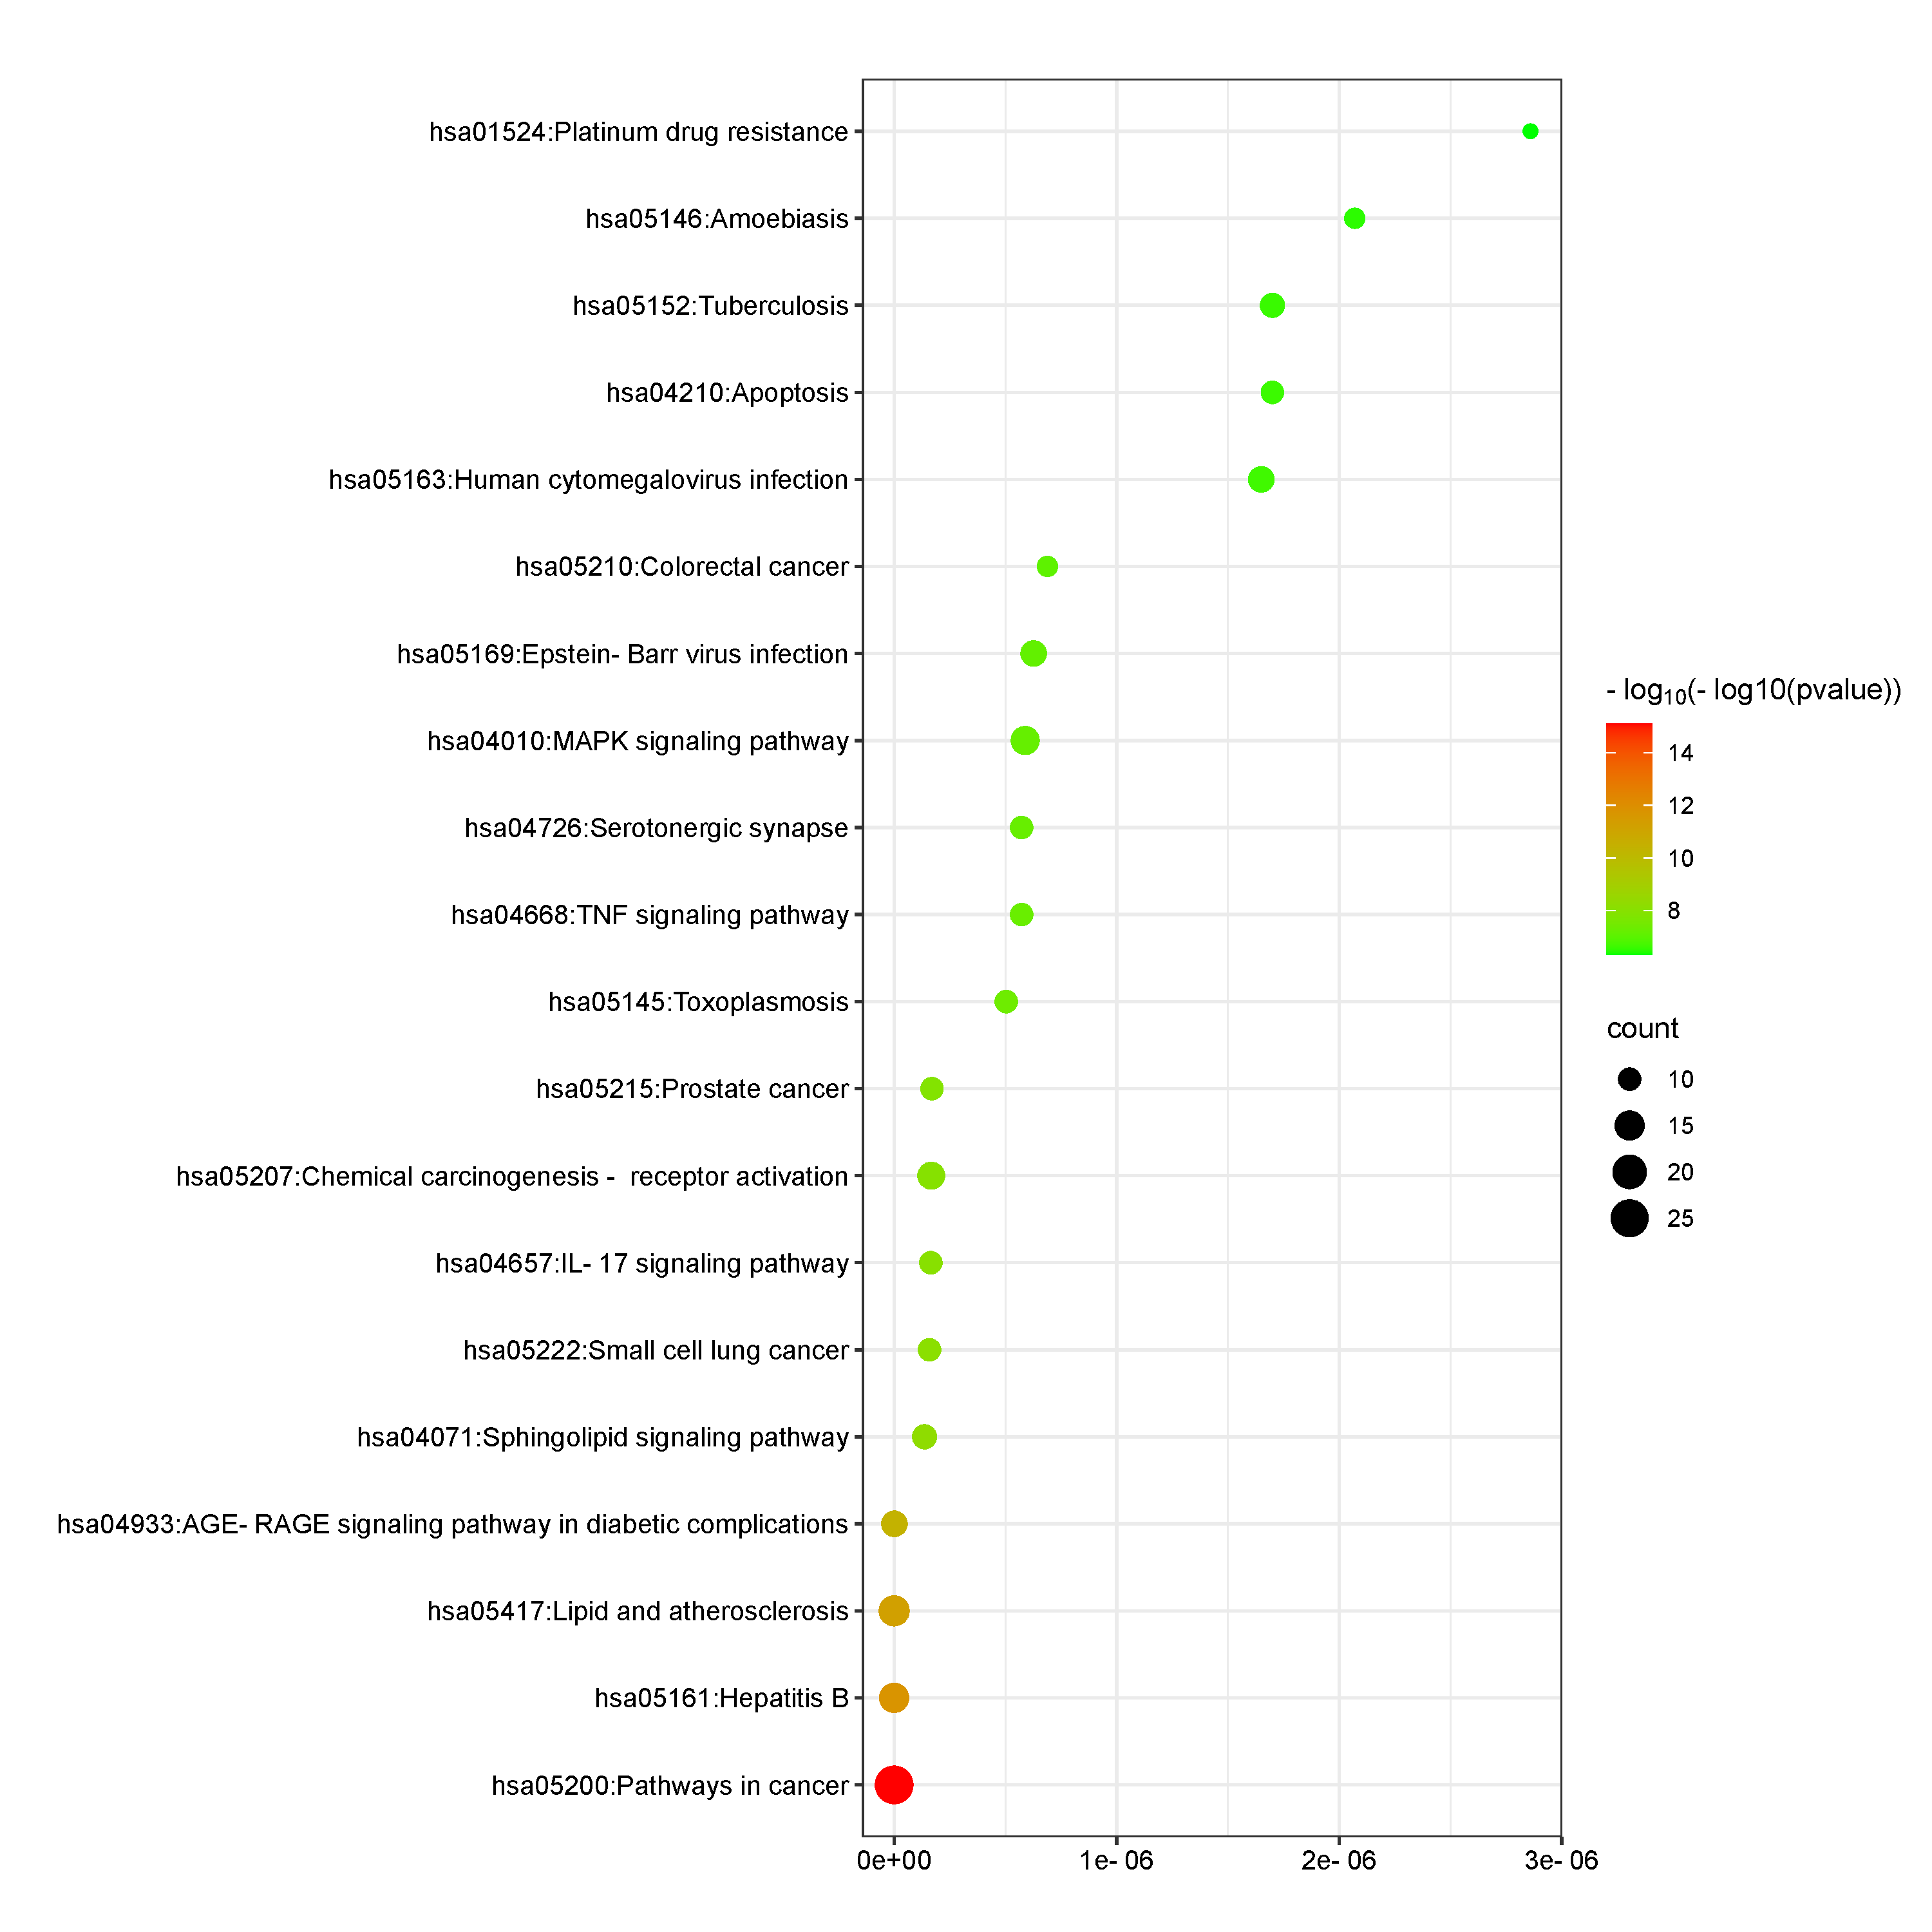 hsa01524:Platinum drug resistance
hsa05146:Amoebiasis
hsa05152:Tuberculosis
hsa04210:Apoptosis
hsa05163:Human cytomegalovirus infection
hsa05210:Colorectal cancer
hsa05169:Epstein- Barr virus infection
hsa04010:MAPK signaling pathway
hsa04726:Serotonergic synapse
hsa04668:TNF signaling pathway
hsa05145:Toxoplasmosis
hsa05215:Prostate cancer
hsa05207:Chemical carcinogenesis -  receptor activation
hsa04657:IL- 17 signaling pathway
hsa05222:Small cell lung cancer
hsa04071:Sphingolipid signaling pathway
hsa04933:AGE- RAGE signaling pathway in diabetic complications
hsa05417:Lipid and atherosclerosis
hsa05161:Hepatitis B
hsa05200:Pathways in cancer
0e+00 1e- 06 2e- 06 3e- 06
- log₁₀(- log10(pvalue))
14
12
10
8
count
10
15
20
25